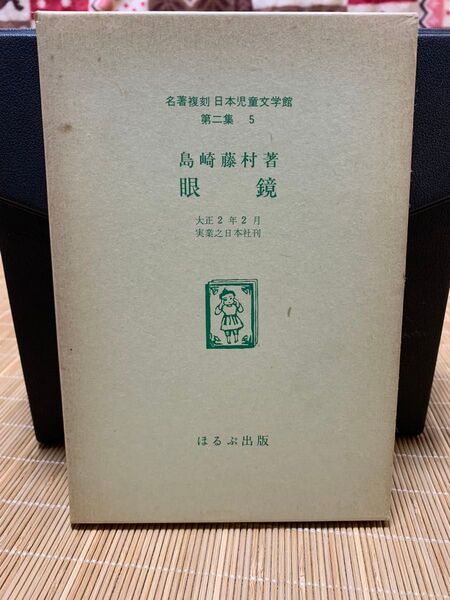 名著複刻 日本児童文学館
第二集 5
島崎藤村著
眼鏡
大正2年2月
実業之日本社刊
ほるぷ出版